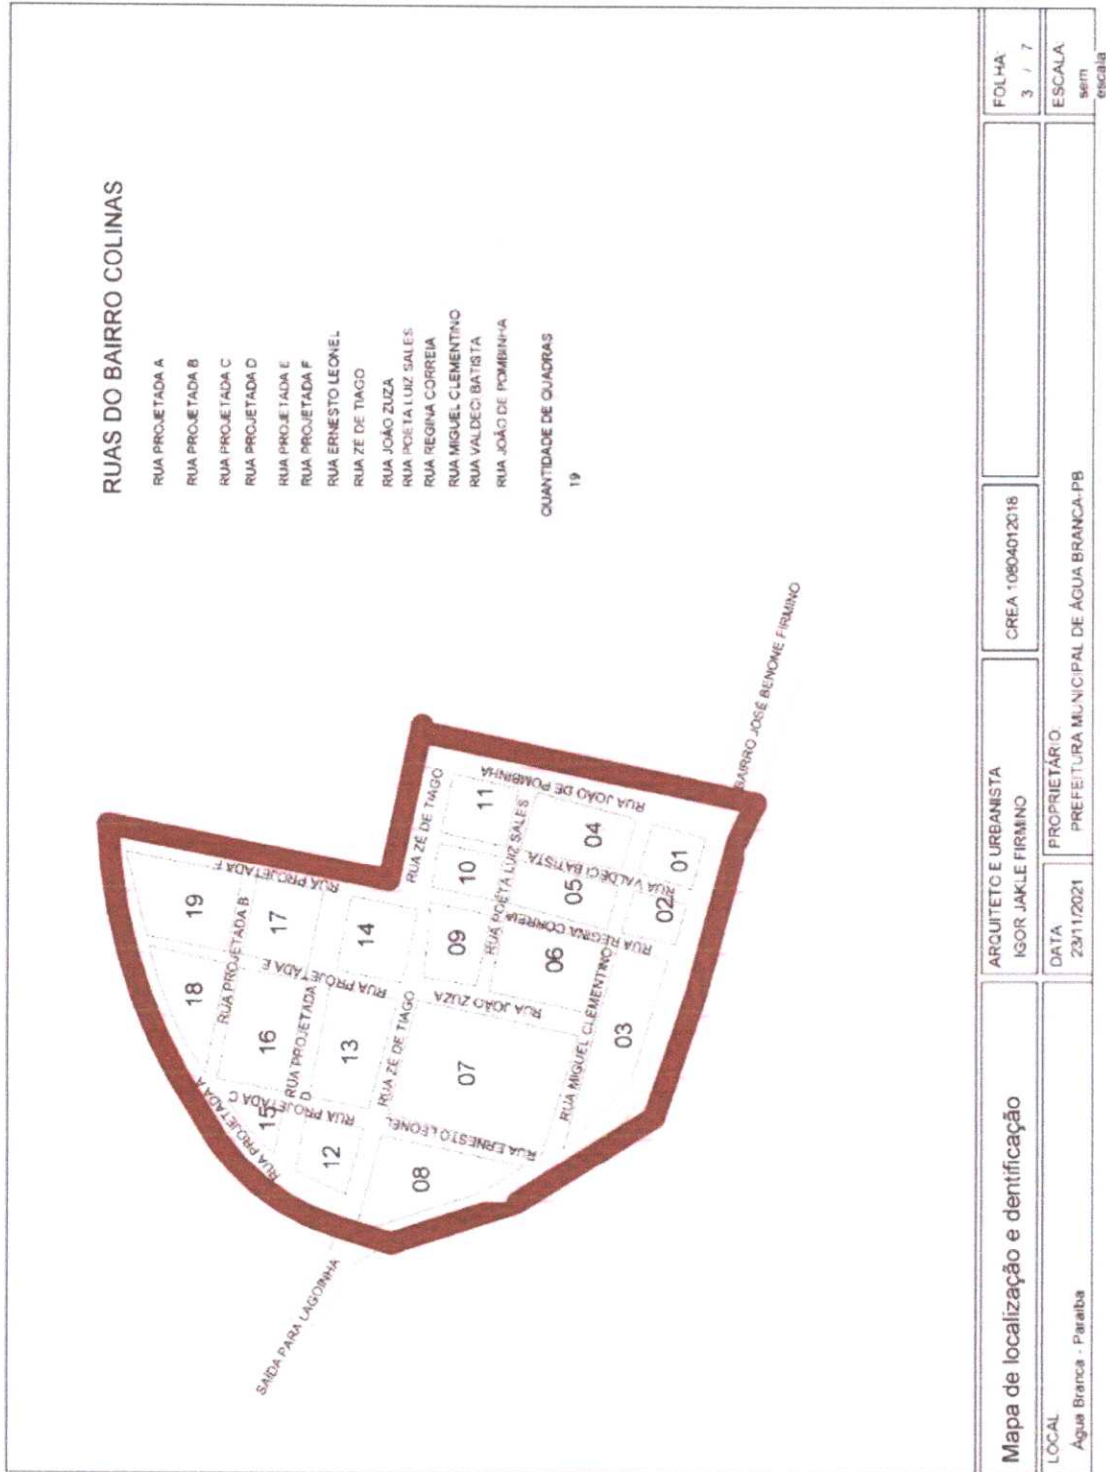 RUAS DO BAIRRO COLINAS
RUA PROJETADA A
RUA PROJETADA B
RUA PROJETADA C
RUA PROJETADA D
RUA PROJETADA E
RUA PROJETADA F
RUA ERNESTO LEONEL
RUA ZÉ DE TIAGO
RUA JOÃO ZUZA
RUA POETA LUIZ SALES
RUA REGINA CORREIA
RUA MIGUEL CLEMENTINO
RUA VALDECI BATISTA
RUA JOÃO DE POMBINHA
QUANTIDADE DE QUADRAS
19
SAIDA PARA LAGOINHA
BAIRRO JOSÉ BENONE FIRMINO
RUA PROJETADA A
RUA PROJETADA B
RUA PROJETADA C
RUA PROJETADA
D
RUA PROJETADA E
RUA PROJETADA F
RUA ZÉ DE TIAGO
RUA ZÉ DE TIAGO
RUA ERNESTO LEONEL
RUA JOÃO ZUZA
RUA POETA LUIZ SALES
RUA REGINA CORREIA
RUA VALDECI BATISTA
RUA JOÃO DE POMBINHA
RUA MIGUEL CLEMENTINO
18
19
15
16
17
12
13
14
08
07
09
10
11
06
05
04
03
02
01
Mapa de localização e dentificação
ARQUITETO E URBANISTA
IGOR JAKLE FIRMINO
CREA 10804012018
FOLHA:
3 / 7
LOCAL
Água Branca - Paraíba
DATA
23/11/2021
PROPRIETÁRIO:
PREFEITURA MUNICIPAL DE ÁGUA BRANCA-PB
ESCALA:
sem
escala